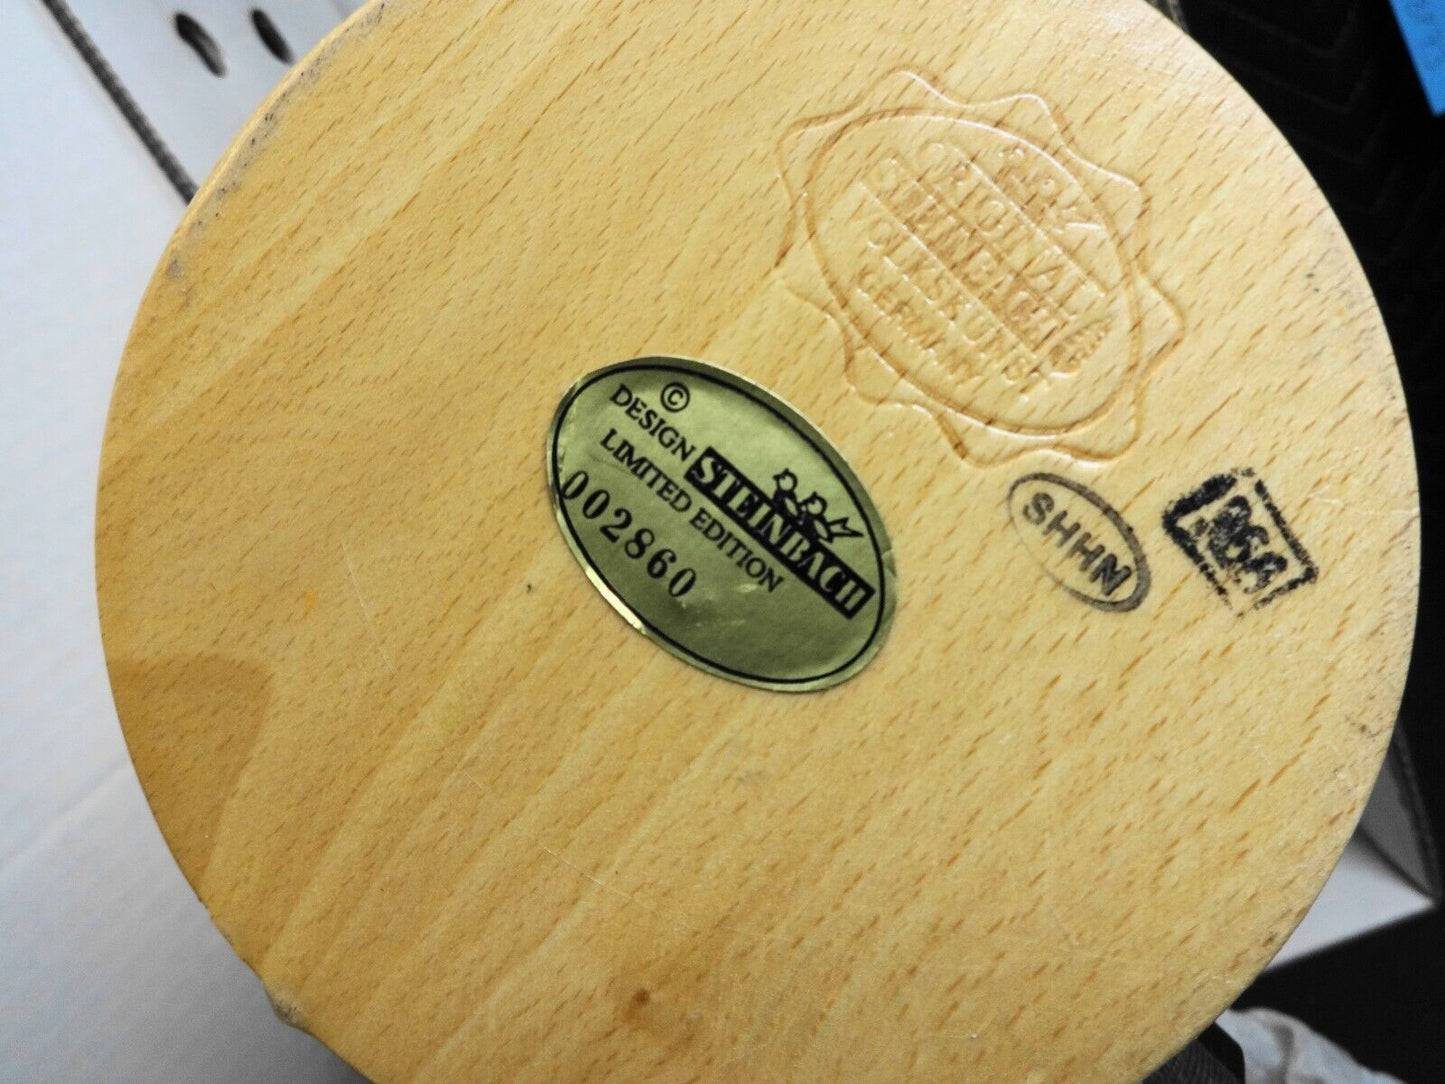 ©
DESIGN STEINBACH
LIMITED EDITION
002860
ORIGINAL
STEINBACH
VOLKSKUNST
GERMANY
SHHN